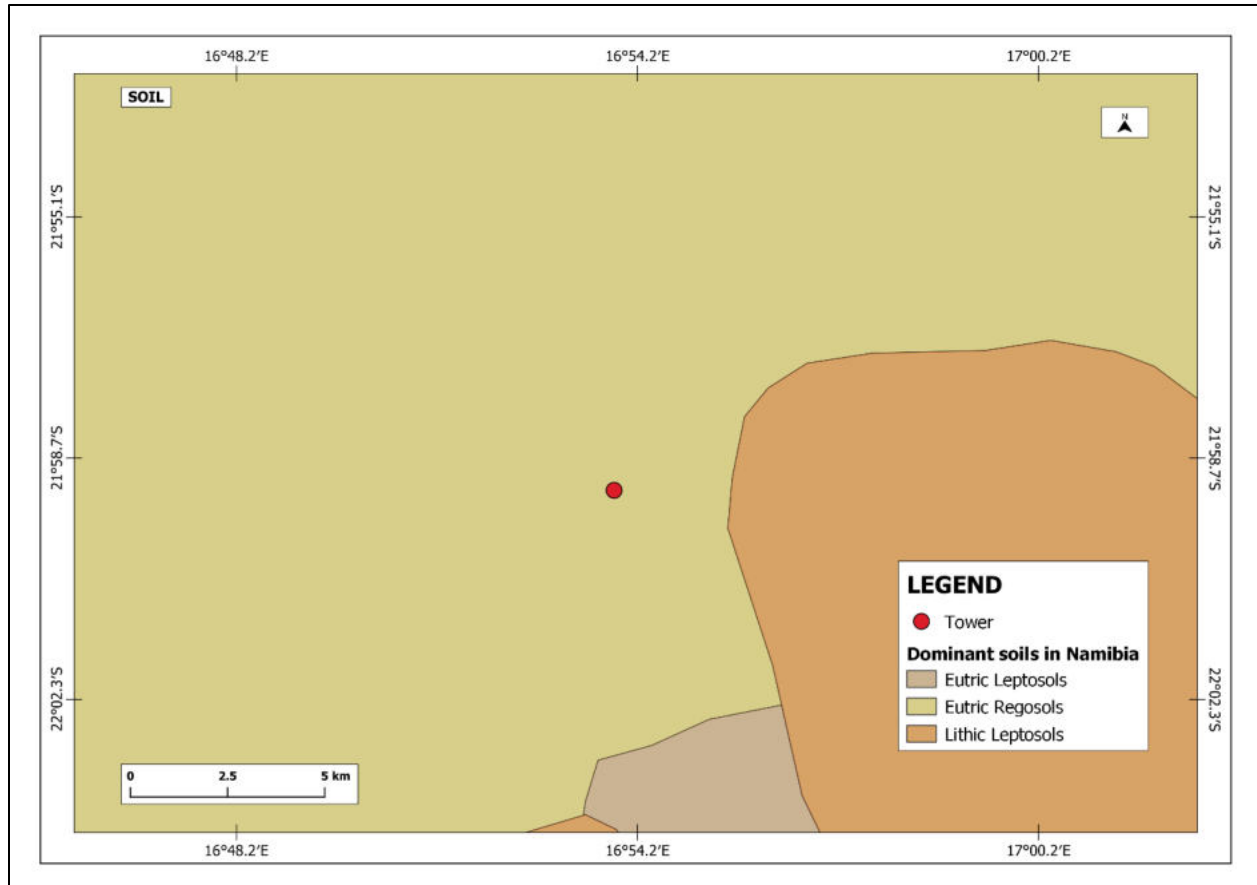 16°48.2′E 16°54.2′E 17°00.2′E
SOIL
N
21°55.1′S 21°55.1′S
21°58.7′S 21°58.7′S
LEGEND
Tower
Dominant soils in Namibia
Eutric Leptosols
Eutric Regosols
Lithic Leptosols
22°02.3′S 22°02.3′S
0 2.5 5 km
16°48.2′E 16°54.2′E 17°00.2′E